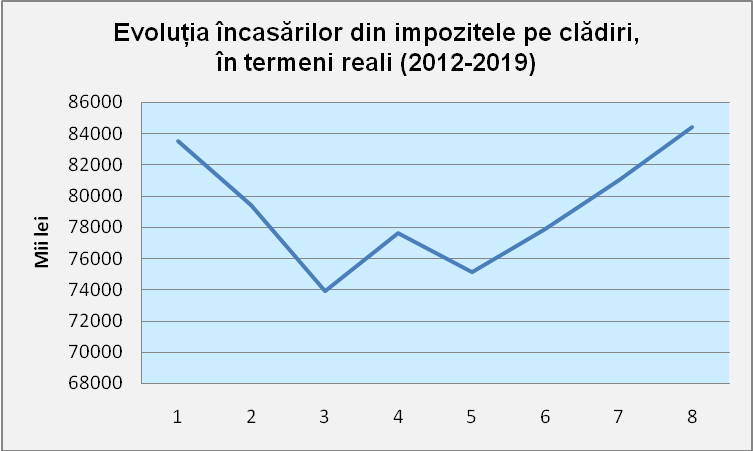 Evoluția încasărilor din impozitele pe clădiri,
în termeni reali (2012-2019)
Mii lei
86000
84000
82000
80000
78000
76000
74000
72000
70000
68000
1 2 3 4 5 6 7 8